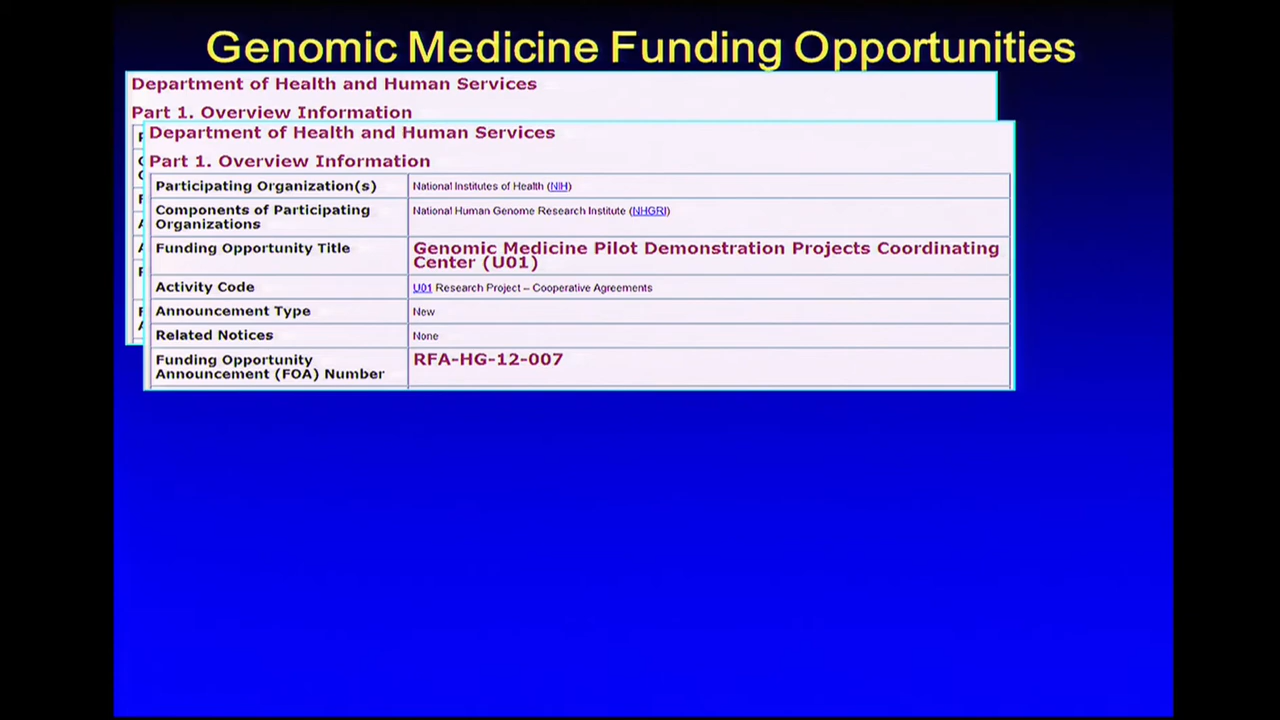 Genomic Medicine Funding Opportunities
Department of Health and Human Services
Part 1. Overview Information
Department of Health and Human Services
Part 1. Overview Information
Participating Organization(s)
National Institutes of Health (NIH)
Components of Participating
Organizations
National Human Genome Research Institute (NHGRI)
Funding Opportunity Title
Genomic Medicine Pilot Demonstration Projects Coordinating
Center (U01)
Activity Code
U01 Research Project – Cooperative Agreements
Announcement Type
New
Related Notices
None
Funding Opportunity
Announcement (FOA) Number
RFA-HG-12-007